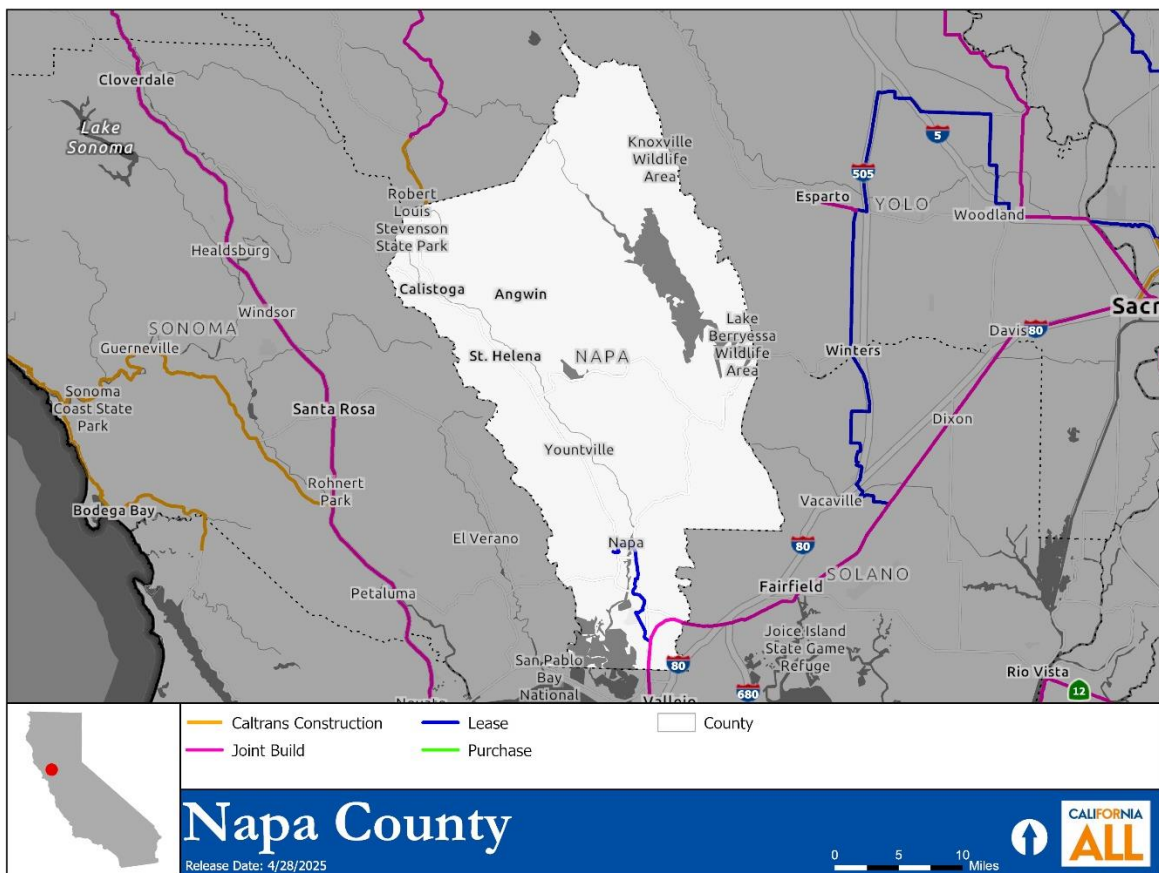 Cloverdale
Lake
Sonoma
Knoxville
Wildlife
Area
5
505
Esparto
YOLO
Woodland
Robert
Louis
Stevenson
State Park
Healdsburg
Calistoga
Angwin
Windsor
SONOMA
Guerneville
St. Helena
NAPA
Lake
Berryessa
Wildlife
Area
Winters
Davis
80
Sacr
Sonoma
Coast State
Park
Santa Rosa
Dixon
Yountville
Rohnert
Park
Bodega Bay
Vacaville
El Verano
Napa
80
Fairfield
SOLANO
Petaluma
Joice Island
State Game
Refuge
San Pablo
Bay
National
80
680
Rio Vista
12
Novato
Vallejo
Caltrans Construction
Lease
County
Joint Build
Purchase
Napa County
Release Date: 4/28/2025
0 5 10
Miles
CALIFORNIA
ALL